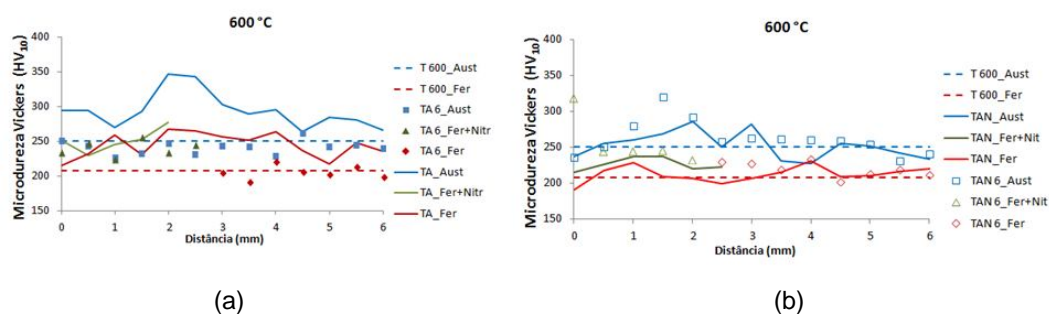 600 °C
Microdureza Vickers (HV10)
400
350
300
250
200
150
0 1 2 3 4 5 6
Distância (mm)
T 600_Aust
T 600_Fer
TA 6_Aust
TA 6_Fer+Nitr
TA 6_Fer
TA_Aust
TA_Fer+Nitr
TA_Fer
(a)
600 °C
Microdureza Vickers (HV10)
400
350
300
250
200
150
0 1 2 3 4 5 6
Distância (mm)
T 600_Aust
T 600_Fer
TAN_Aust
TAN_Fer+Nit
TAN_Fer
TAN 6_Aust
TAN 6_Fer+Nit
TAN 6_Fer
(b)